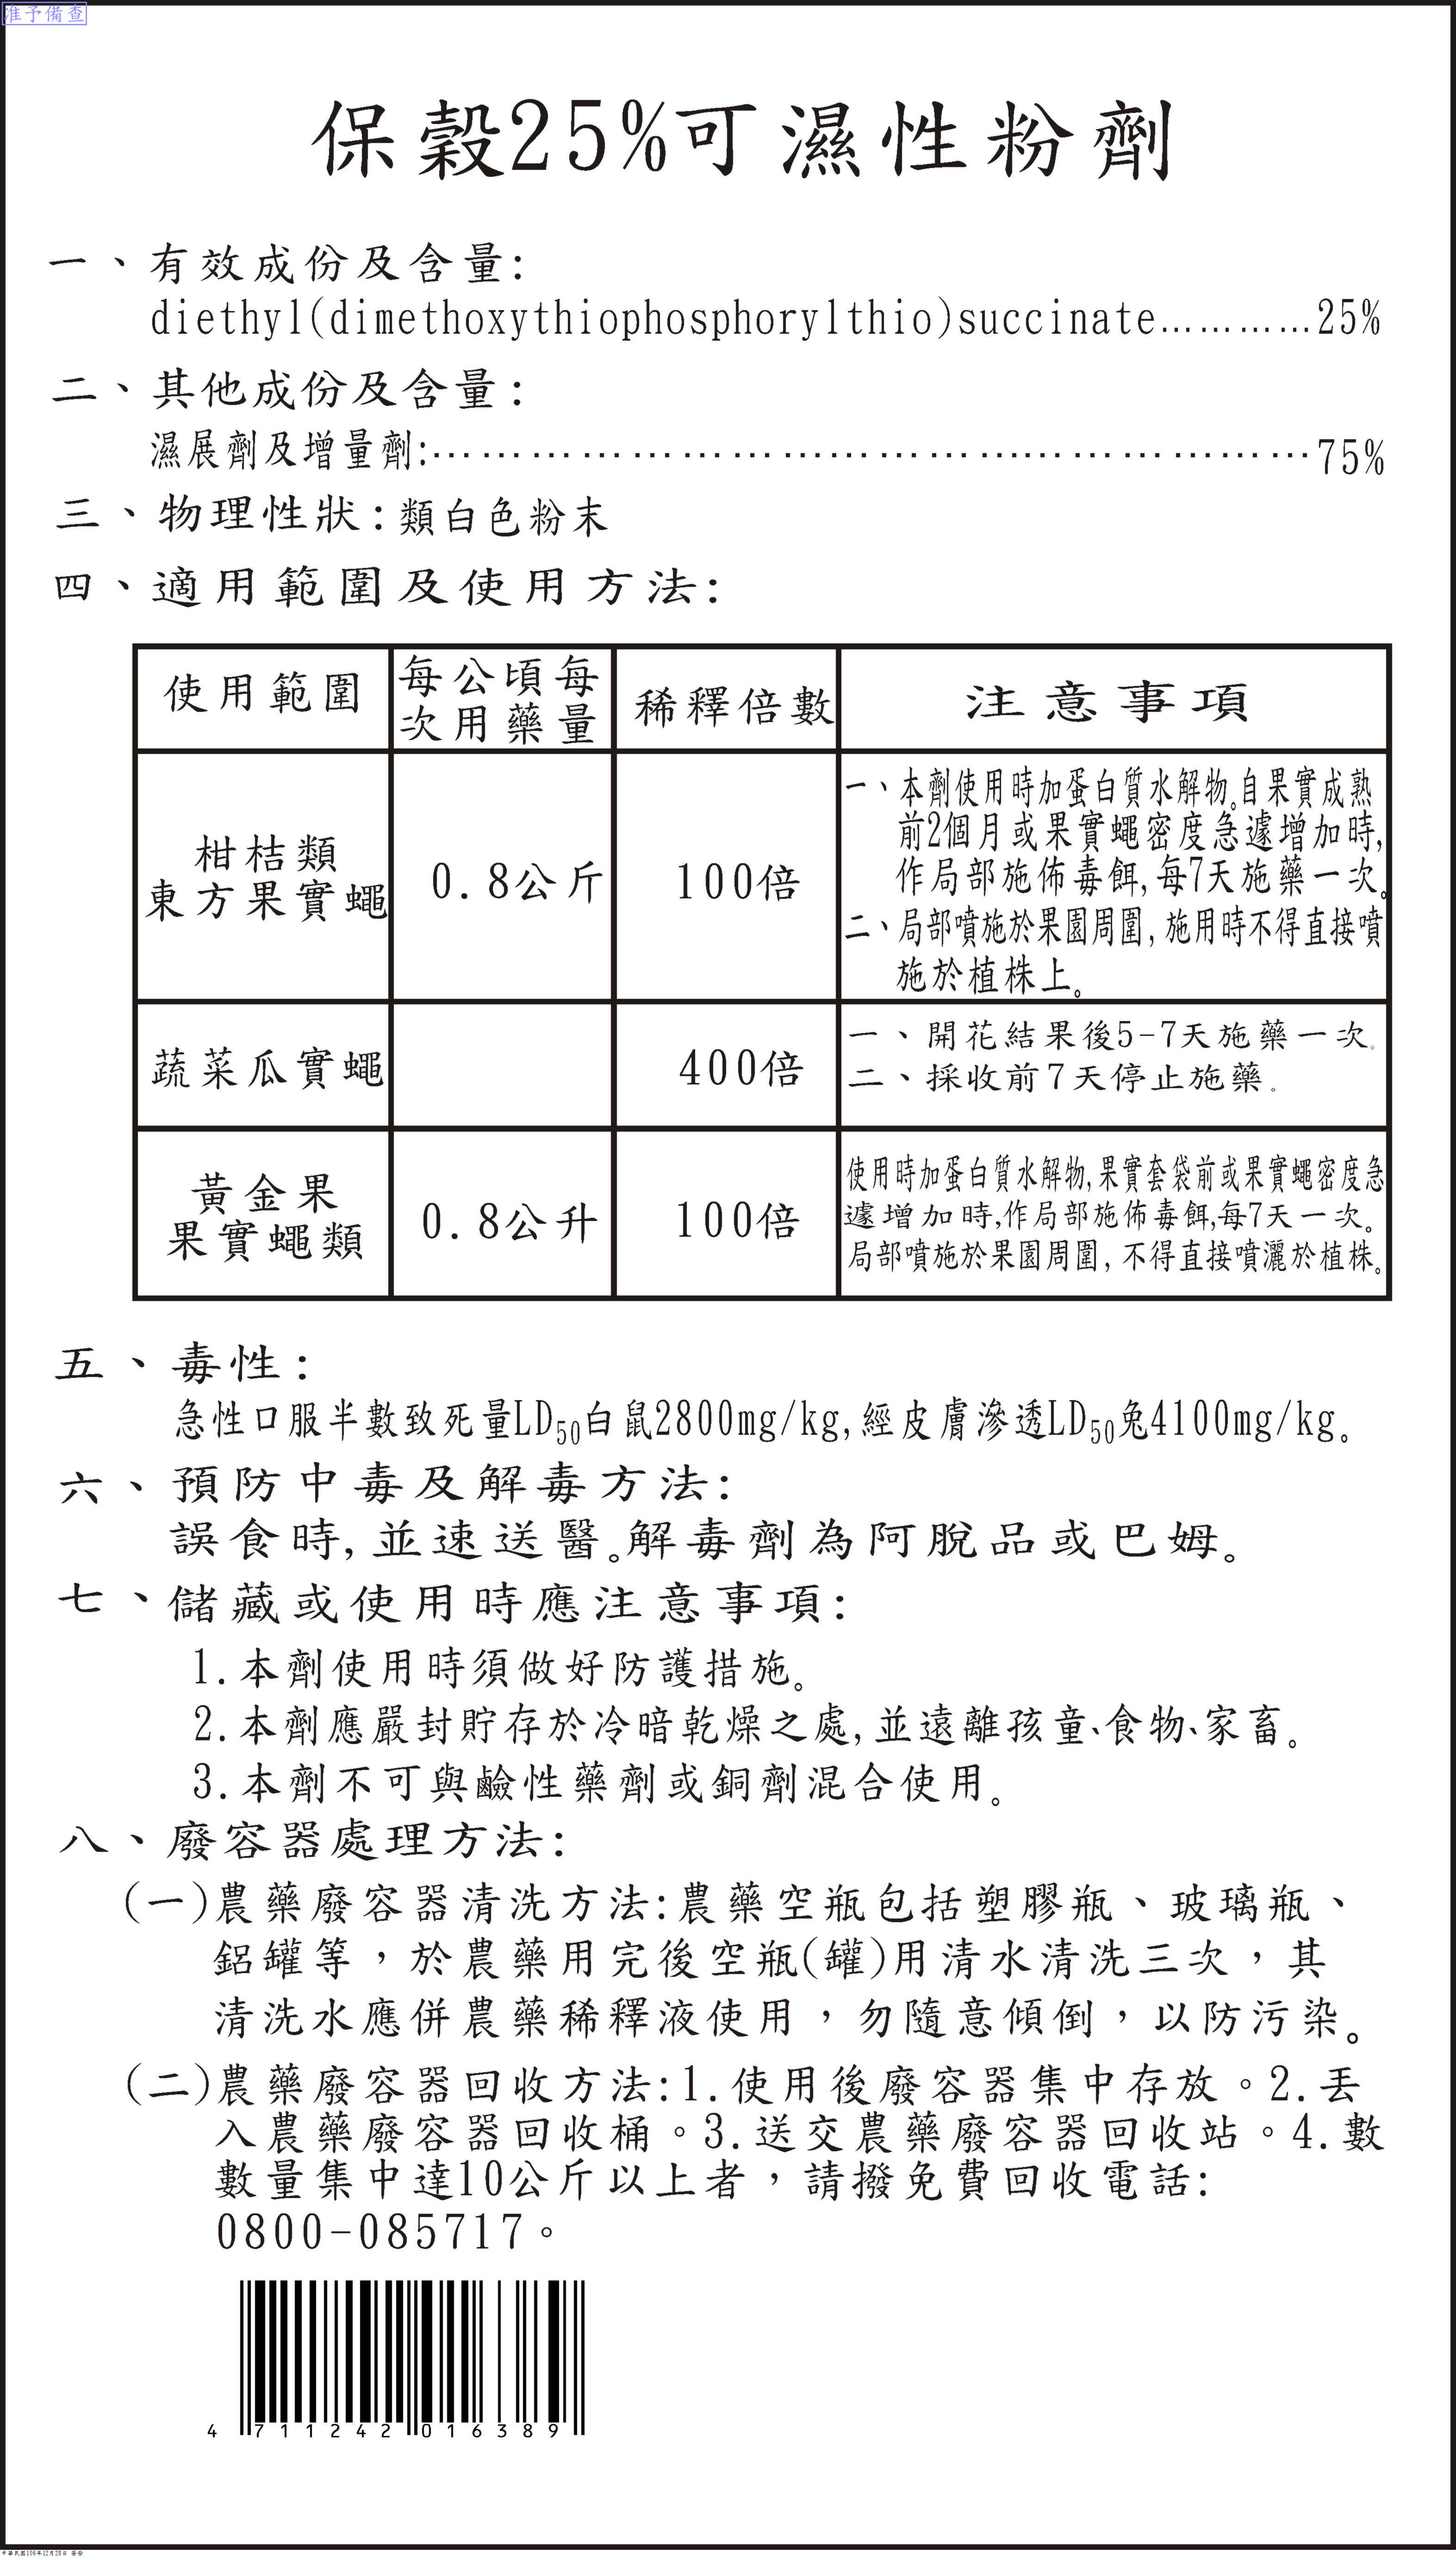 准予備查
保穀25%可濕性粉劑
一、有效成份及含量:
diethyl(dimethoxythiophosphorylthio)succinate…………25%
二、其他成份及含量:
濕展劑及增量劑:……………………………………………………75%
三、物理性狀:類白色粉末
四、適用範圍及使用方法:
使用範圍
每公頃每
次用藥量
稀釋倍數
注意事項
柑桔類
東方果實蠅
0.8公斤
100倍
一、本劑使用時加蛋白質水解物。自果實成熟
前2個月或果實蠅密度急遽增加時,
作局部施佈毒餌,每7天施藥一次。
二、局部噴施於果園周圍,施用時不得直接噴
施於植株上。
蔬菜瓜實蠅
400倍
一、開花結果後5-7天施藥一次。
二、採收前7天停止施藥。
黃金果
果實蠅類
0.8公升
100倍
使用時加蛋白質水解物,果實套袋前或果實蠅密度急
遽增加時,作局部施佈毒餌,每7天一次。
局部噴施於果園周圍,不得直接噴灑於植株。
五、毒性:
急性口服半數致死量LD50白鼠2800mg/kg,經皮膚滲透LD50兔4100mg/kg。
六、預防中毒及解毒方法:
誤食時,並速送醫。解毒劑為阿脫品或巴姆。
七、儲藏或使用時應注意事項:
1.本劑使用時須做好防護措施。
2.本劑應嚴封貯存於冷暗乾燥之處,並遠離孩童、食物、家畜。
3.本劑不可與鹼性藥劑或銅劑混合使用。
八、廢容器處理方法:
(一)農藥廢容器清洗方法:農藥空瓶包括塑膠瓶、玻璃瓶、
鋁罐等，於農藥用完後空瓶(罐)用清水清洗三次，其
清洗水應併農藥稀釋液使用，勿隨意傾倒，以防污染。
(二)農藥廢容器回收方法:1.使用後廢容器集中存放。2.丟
入農藥廢容器回收桶。3.送交農藥廢容器回收站。4.數
數量集中達10公斤以上者，請撥免費回收電話:
0800-085717。
4 711242 016389
中華民國106年12月28日